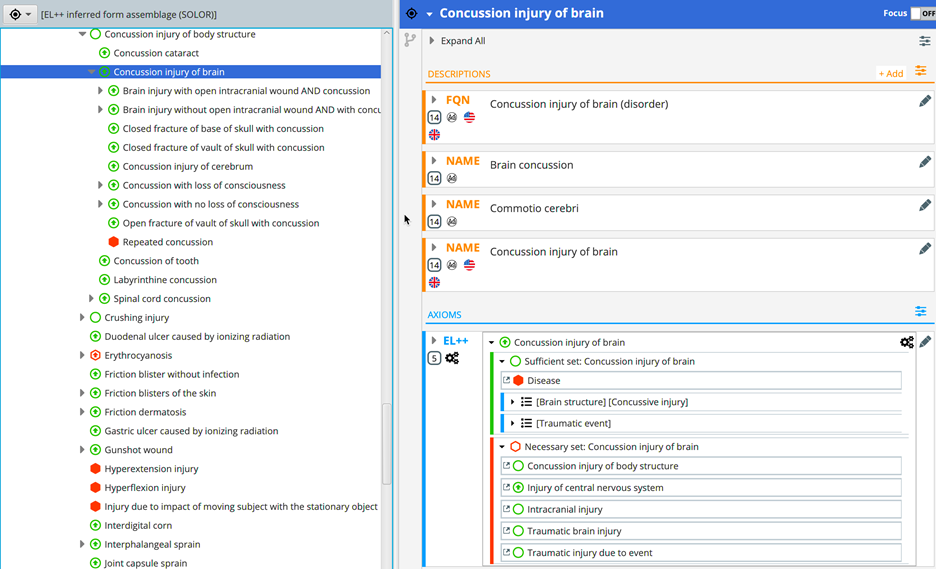 [EL++ inferred form assemblage (SOLOR)]
Concussion injury of body structure
Concussion cataract
Concussion injury of brain
Brain injury with open intracranial wound AND concussion
Brain injury without open intracranial wound AND with concu
Closed fracture of base of skull with concussion
Closed fracture of vault of skull with concussion
Concussion injury of cerebrum
Concussion with loss of consciousness
Concussion with no loss of consciousness
Open fracture of vault of skull with concussion
Repeated concussion
Concussion of tooth
Labyrinthine concussion
Spinal cord concussion
Crushing injury
Duodenal ulcer caused by ionizing radiation
Erythrocyanosis
Friction blister without infection
Friction blisters of the skin
Friction dermatosis
Gastric ulcer caused by ionizing radiation
Gunshot wound
Hyperextension injury
Hyperflexion injury
Injury due to impact of moving subject with the stationary object
Interdigital corn
Interphalangeal sprain
Joint capsule sprain
Concussion injury of brain
Focus OFF
Expand All
DESCRIPTIONS
+ Add
FQN
Concussion injury of brain (disorder)
14
NAME
Brain concussion
14
NAME
Commotio cerebri
14
NAME
Concussion injury of brain
14
AXIOMS
EL++
5
Concussion injury of brain
Sufficient set: Concussion injury of brain
Disease
[Brain structure] [Concussive injury]
[Traumatic event]
Necessary set: Concussion injury of brain
Concussion injury of body structure
Injury of central nervous system
Intracranial injury
Traumatic brain injury
Traumatic injury due to event